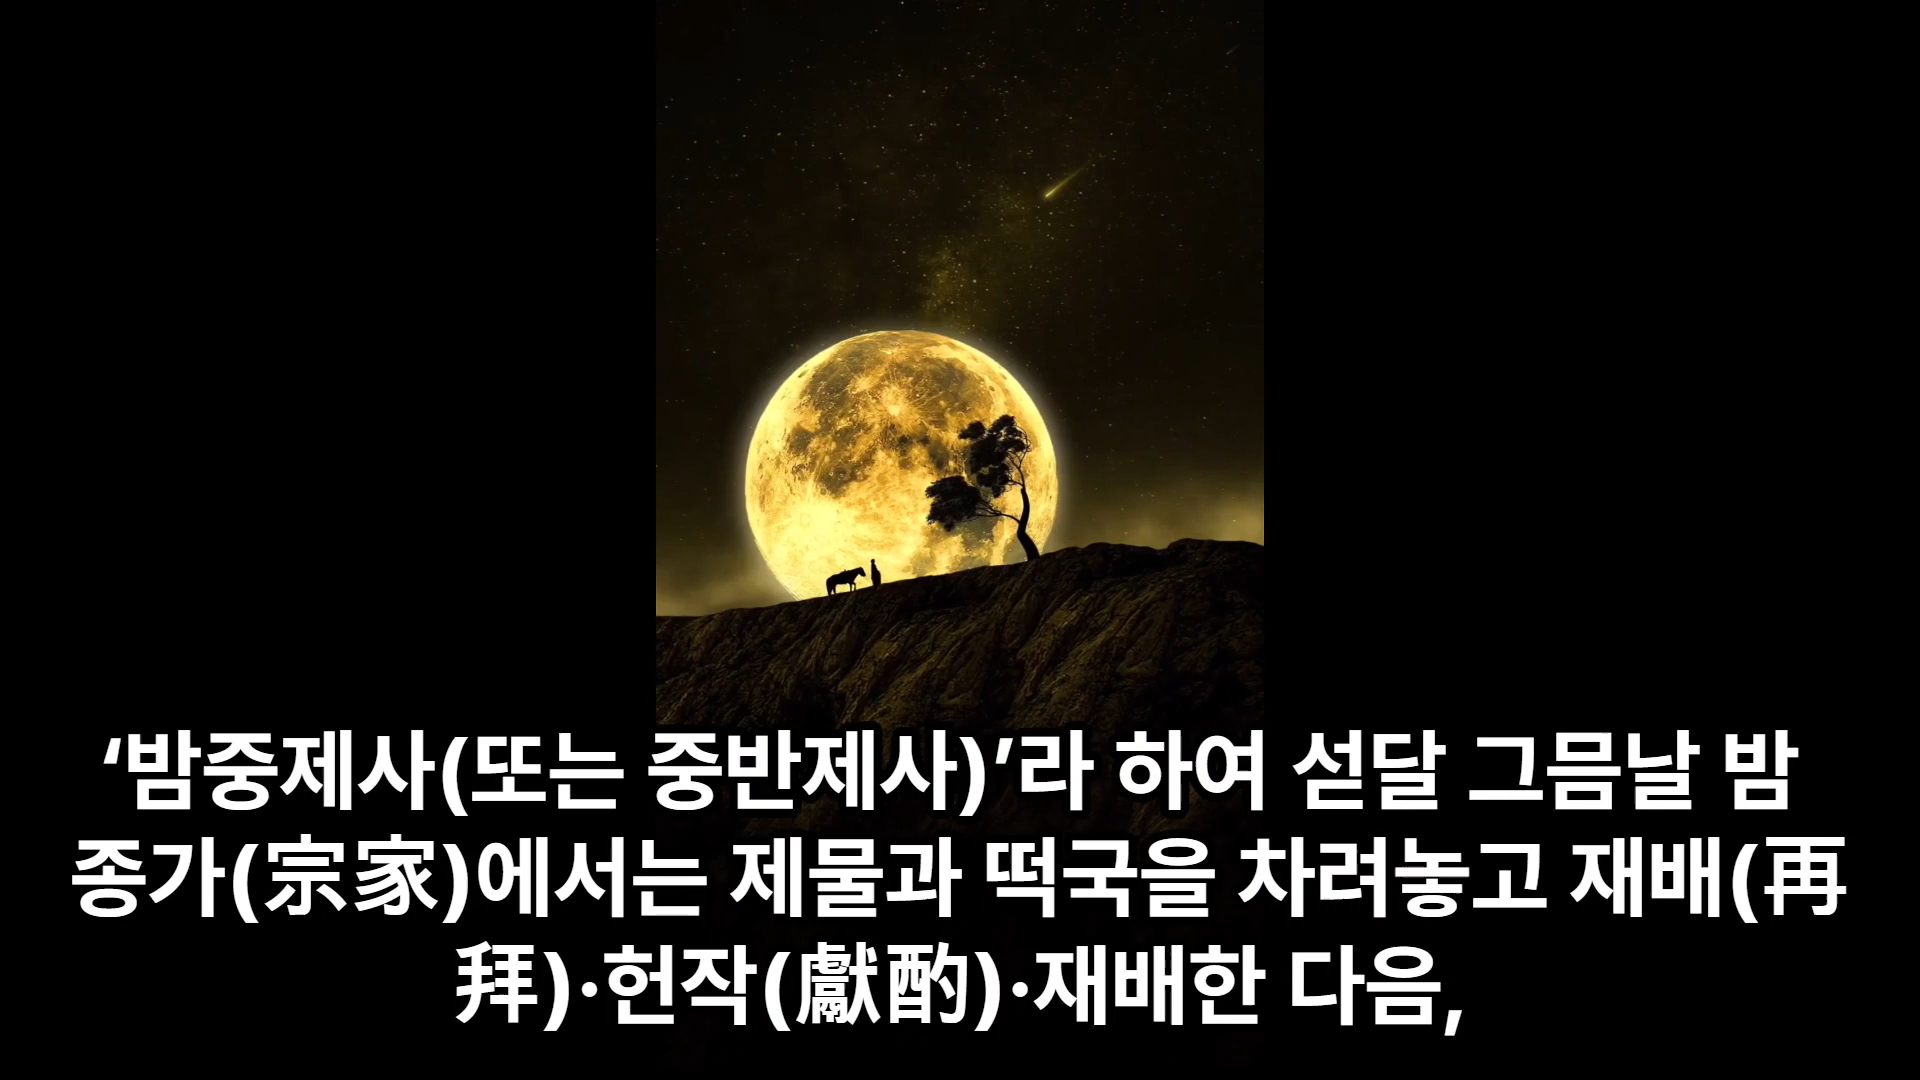 ‘밤중제사(또는 중반제사)’라 하여 섣달 그믐날 밤
종가(宗家)에서는 제물과 떡국을 차려놓고 재배(再
拜)·헌작(獻酌)·재배한 다음,